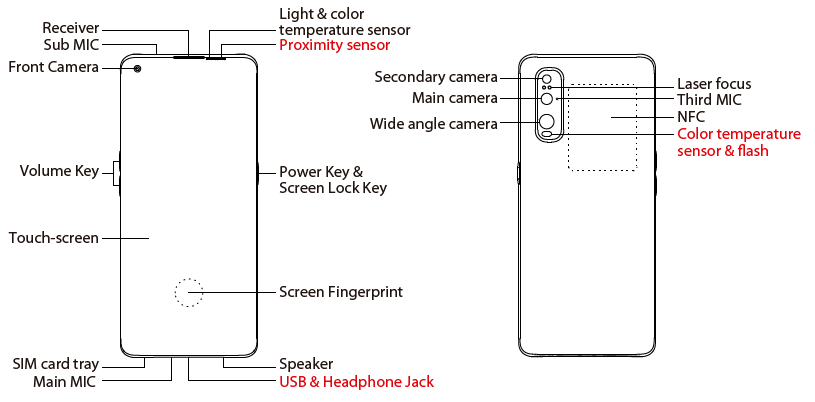 Receiver
Sub MIC
Front Camera
Volume Key
Touch-screen
SIM card tray
Main MIC
Light & color
temperature sensor
Proximity sensor
Power Key &
Screen Lock Key
Screen Fingerprint
Speaker
USB & Headphone Jack
Secondary camera
Main camera
Wide angle camera
Laser focus
Third MIC
NFC
Color temperature
sensor & flash